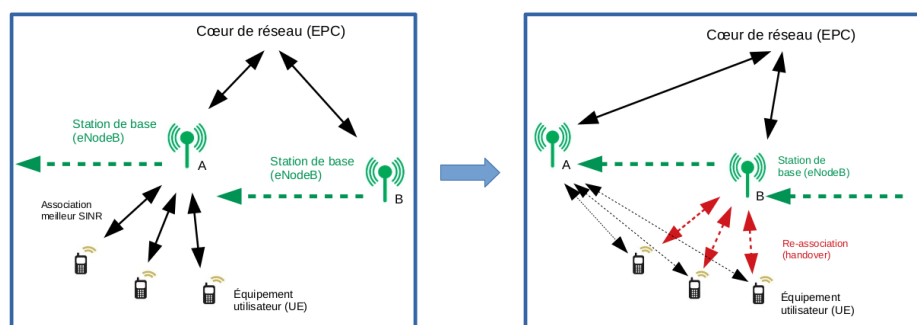 Cœur de réseau (EPC)
Station de base
(eNodeB)
A
Station de base
(eNodeB)
B
Association
meilleur SINR
Équipement
utilisateur (UE)
Cœur de réseau (EPC)
A
Station de
base (eNodeB)
B
Re-association
(handover)
Équipement
utilisateur (UE)